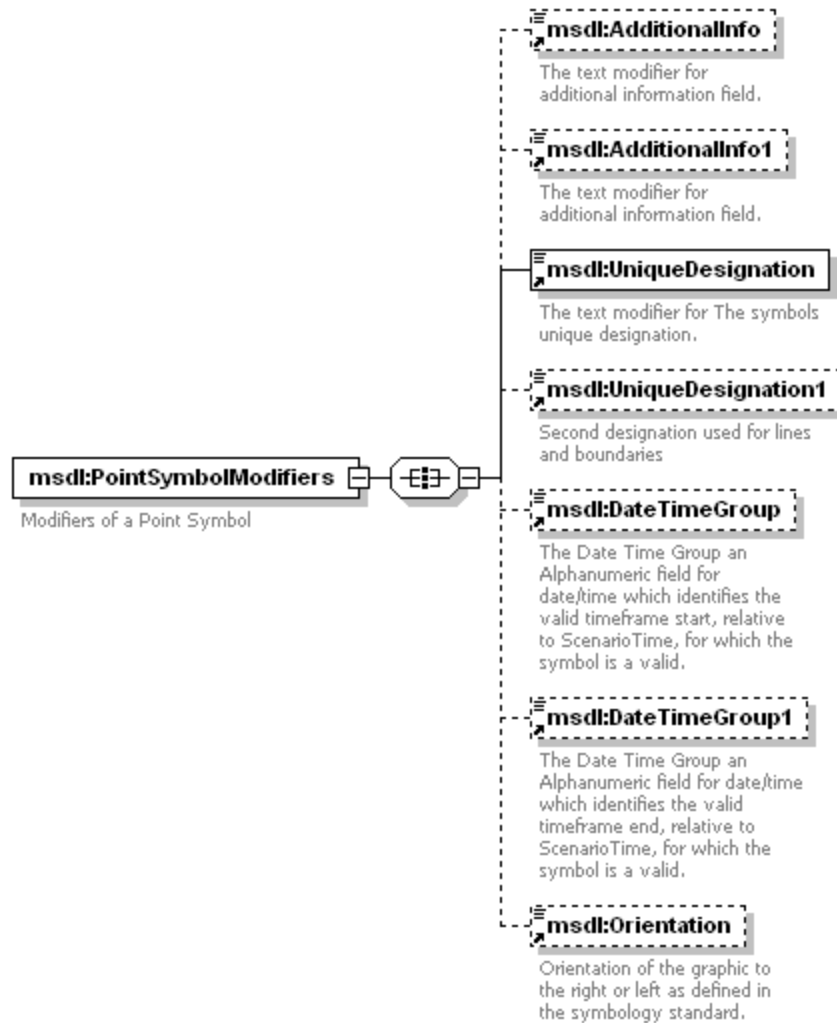 msdl:AdditionalInfo
The text modifier for
additional information field.
msdl:AdditionalInfo1
The text modifier for
additional information field.
msdl:UniqueDesignation
The text modifier for The symbols
unique designation.
msdl:UniqueDesignation1
Second designation used for lines
and boundaries
msdl:PointSymbolModifiers
Modifiers of a Point Symbol
msdl:DateTimeGroup
The Date Time Group an
Alphanumeric field for
date/time which identifies the
valid timeframe start, relative
to ScenarioTime, for which the
symbol is a valid.
msdl:DateTimeGroup1
The Date Time Group an
Alphanumeric field for date/time
which identifies the valid
timeframe end, relative to
ScenarioTime, for which the
symbol is a valid.
msdl:Orientation
Orientation of the graphic to
the right or left as defined in
the symbology standard.